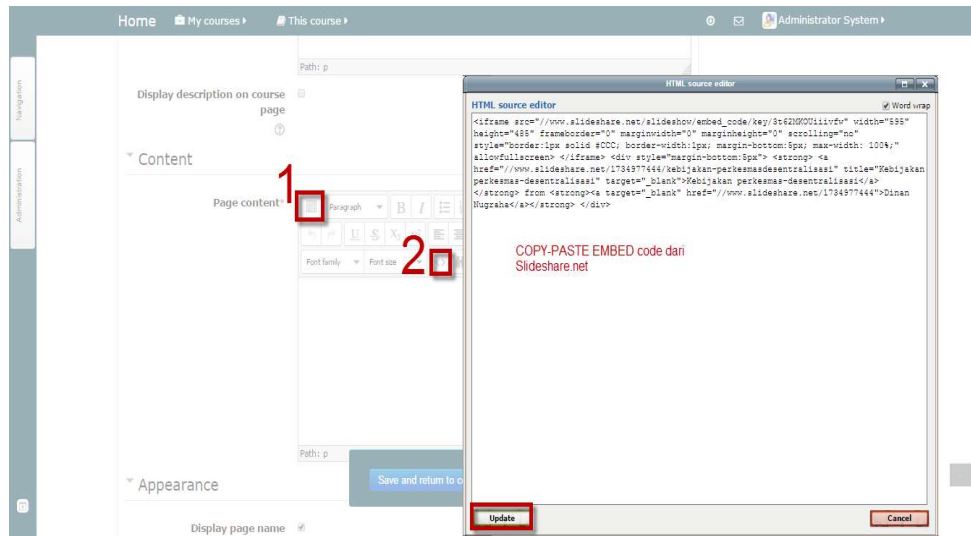 Home My courses This course Administrator System
Navigation
Administration
Path: p
Display description on course
page
Content
1
Page content*
Paragraph B I
U S X
2
Font family Font size
Path: p
Save and return to
Appearance
Display page name
HTML source editor
HTML source editor Word wrap
<iframe src="//www.slideshare.net/slideshow/embed_code/key/3t62MKOUiiivfw" width="595"
height="485" frameborder="0" marginwidth="0" marginheight="0" scrolling="no"
style="border:1px solid #CCC; border-width:1px; margin-bottom:5px; max-width: 100%;"
allowfullscreen> </iframe> <div style="margin-bottom:5px"> <strong> <a
href="//www.slideshare.net/1734977444/kebijakan-perkesmasdesentralisasi" title="Kebijakan
perkesmas-desentralisasi" target="_blank">Kebijakan perkesmas-desentralisasi</a>
</strong> from <strong><a target="_blank" href="//www.slideshare.net/1734977444">Dinan
Nugraha</a></strong> </div>
COPY-PASTE EMBED code dari
Slideshare.net
Update Cancel